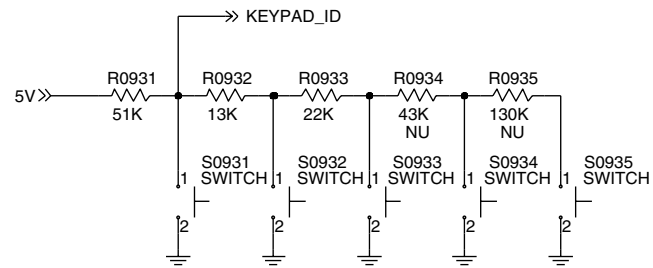 KEYPAD_ID
R0931 R0932 R0933 R0934 R0935
5V
51K 13K 22K 43K 130K
NU NU
S0931 S0932 S0933 S0934 S0935
1 SWITCH 1 SWITCH 1 SWITCH 1 SWITCH 1 SWITCH
2 2 2 2 2